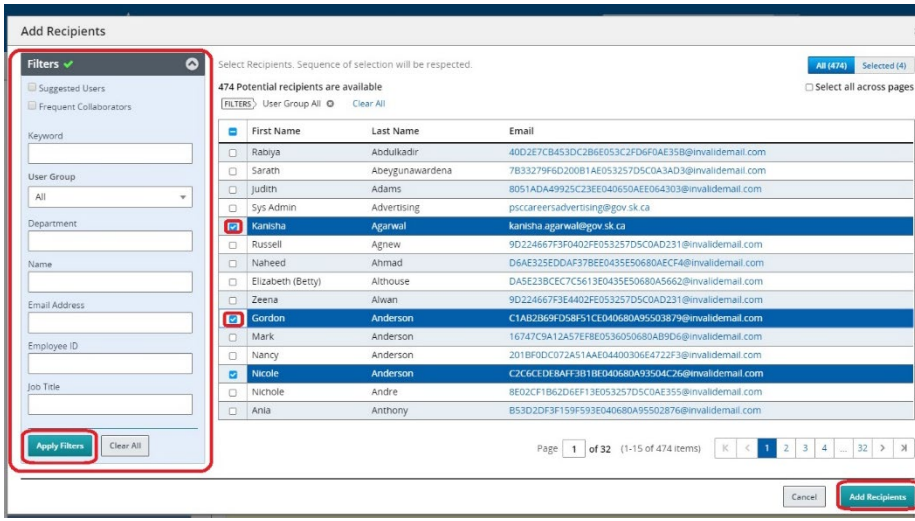 Add Recipients
Filters
Suggested Users
Frequent Collaborators
Keyword
User Group
All
Department
Name
Email Address
Employee ID
Job Title
Apply Filters Clear All
Select Recipients. Sequence of selection will be respected.
All (474) Selected (4)
474 Potential recipients are available
Select all across pages
FILTERS User Group All Clear All
First Name Last Name Email
Rabiya Abdulkadir 40D2E7CB453DC2B6E053C2FD6F0AE35B@invalidemail.com
Sarath Abeygunawardena 7B33279F6D200B1AE053257D5C0A3AD3@invalidemail.com
Judith Adams 8051ADA49925C23EE040650AEE064303@invalidemail.com
Sys Admin Advertising psccareersadvertising@gov.sk.ca
Kanisha Agarwal kanisha.agarwal@gov.sk.ca
Russell Agnew 9D224667F3F0402FE053257D5C0AD231@invalidemail.com
Naheed Ahmad D6AE325EDDAF37BEE0435E50680AECF4@invalidemail.com
Elizabeth (Betty) Althouse DA5E23BCEC7C5613E0435E50680A5662@invalidemail.com
Zeena Alwan 9D224667F3E4402FE053257D5C0AD231@invalidemail.com
Gordon Anderson C1AB2B69FD58F51CE040680A95503879@invalidemail.com
Mark Anderson 16747C9A12A57EF8E0536050680AB9D6@invalidemail.com
Nancy Anderson 201BF0DC072A51AAE04400306E4722F3@invalidemail.com
Nicole Anderson C2C6CEDE8AFF3B1BE040680A93504C26@invalidemail.com
Nichole Andre 8E02CF1B62D6EF13E053257D5C0AE355@invalidemail.com
Ania Anthony B53D2DF3F159F593E040680A95502876@invalidemail.com
Page 1 of 32 (1-15 of 474 items) 1 2 3 4 ... 32
Cancel Add Recipients